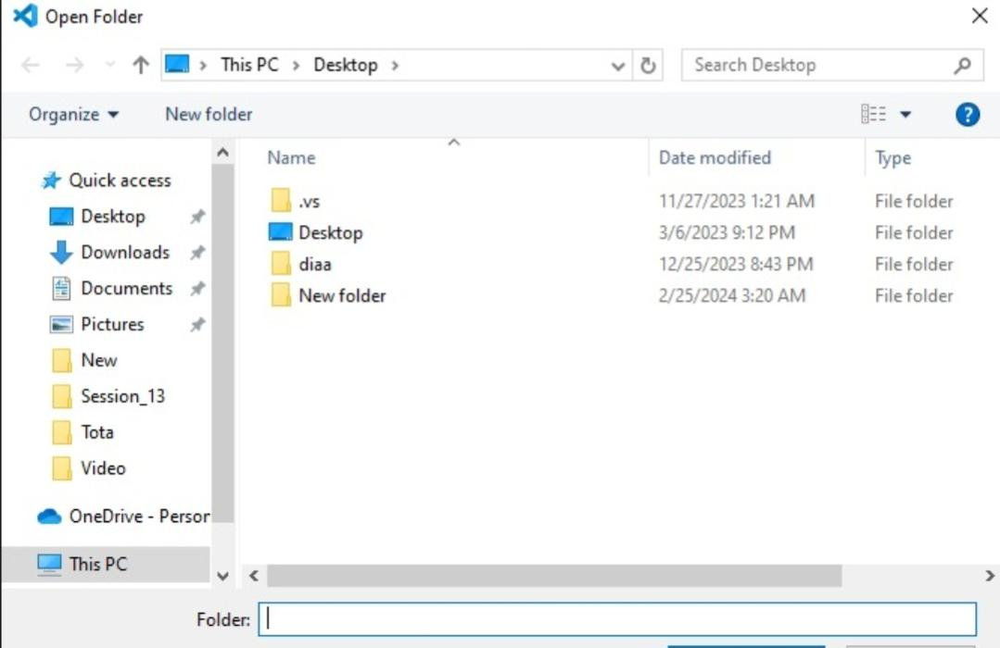 Open Folder
This PC > Desktop >
Search Desktop
Organize
New folder
?
Name
Date modified
Type
Quick access
Desktop
Downloads
Documents
Pictures
New
Session_13
Tota
Video
OneDrive - Person
This PC
.vs 11/27/2023 1:21 AM File folder
Desktop 3/6/2023 9:12 PM File folder
diaa 12/25/2023 8:43 PM File folder
New folder 2/25/2024 3:20 AM File folder
Folder: